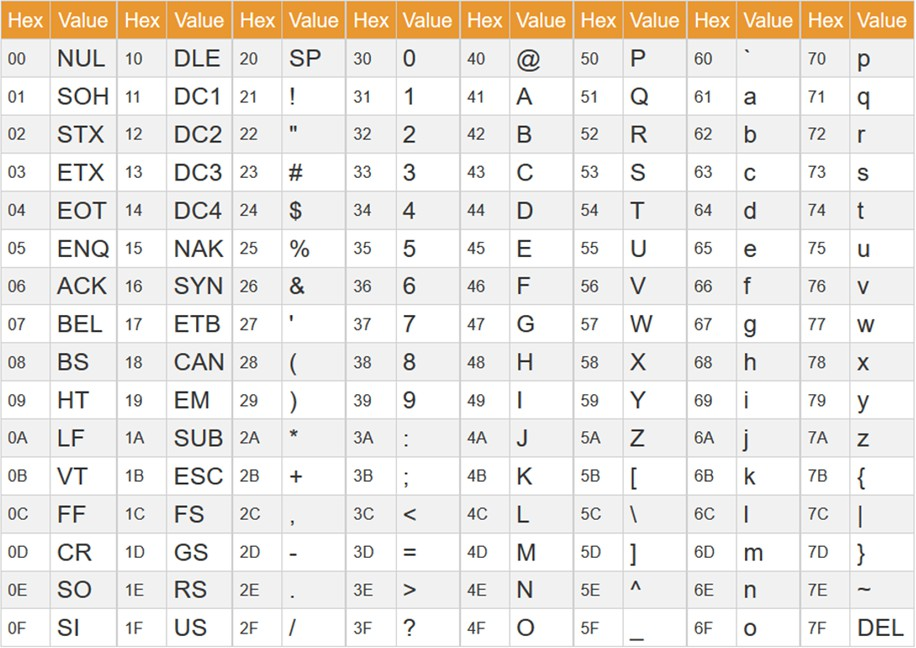 Hex Value Hex Value Hex Value Hex Value Hex Value Hex Value Hex Value Hex Value
00 NUL 10 DLE 20 SP 30 0 40 @ 50 P 60 ` 70 p
01 SOH 11 DC1 21 ! 31 1 41 A 51 Q 61 a 71 q
02 STX 12 DC2 22 " 32 2 42 B 52 R 62 b 72 r
03 ETX 13 DC3 23 # 33 3 43 C 53 S 63 c 73 s
04 EOT 14 DC4 24 $ 34 4 44 D 54 T 64 d 74 t
05 ENQ 15 NAK 25 % 35 5 45 E 55 U 65 e 75 u
06 ACK 16 SYN 26 & 36 6 46 F 56 V 66 f 76 v
07 BEL 17 ETB 27 ' 37 7 47 G 57 W 67 g 77 w
08 BS 18 CAN 28 ( 38 8 48 H 58 X 68 h 78 x
09 HT 19 EM 29 ) 39 9 49 I 59 Y 69 i 79 y
0A LF 1A SUB 2A * 3A : 4A J 5A Z 6A j 7A z
0B VT 1B ESC 2B + 3B ; 4B K 5B [ 6B k 7B {
0C FF 1C FS 2C , 3C < 4C L 5C \ 6C l 7C |
0D CR 1D GS 2D - 3D = 4D M 5D ] 6D m 7D }
0E SO 1E RS 2E . 3E > 4E N 5E ^ 6E n 7E ~
0F SI 1F US 2F / 3F ? 4F O 5F _ 6F o 7F DEL